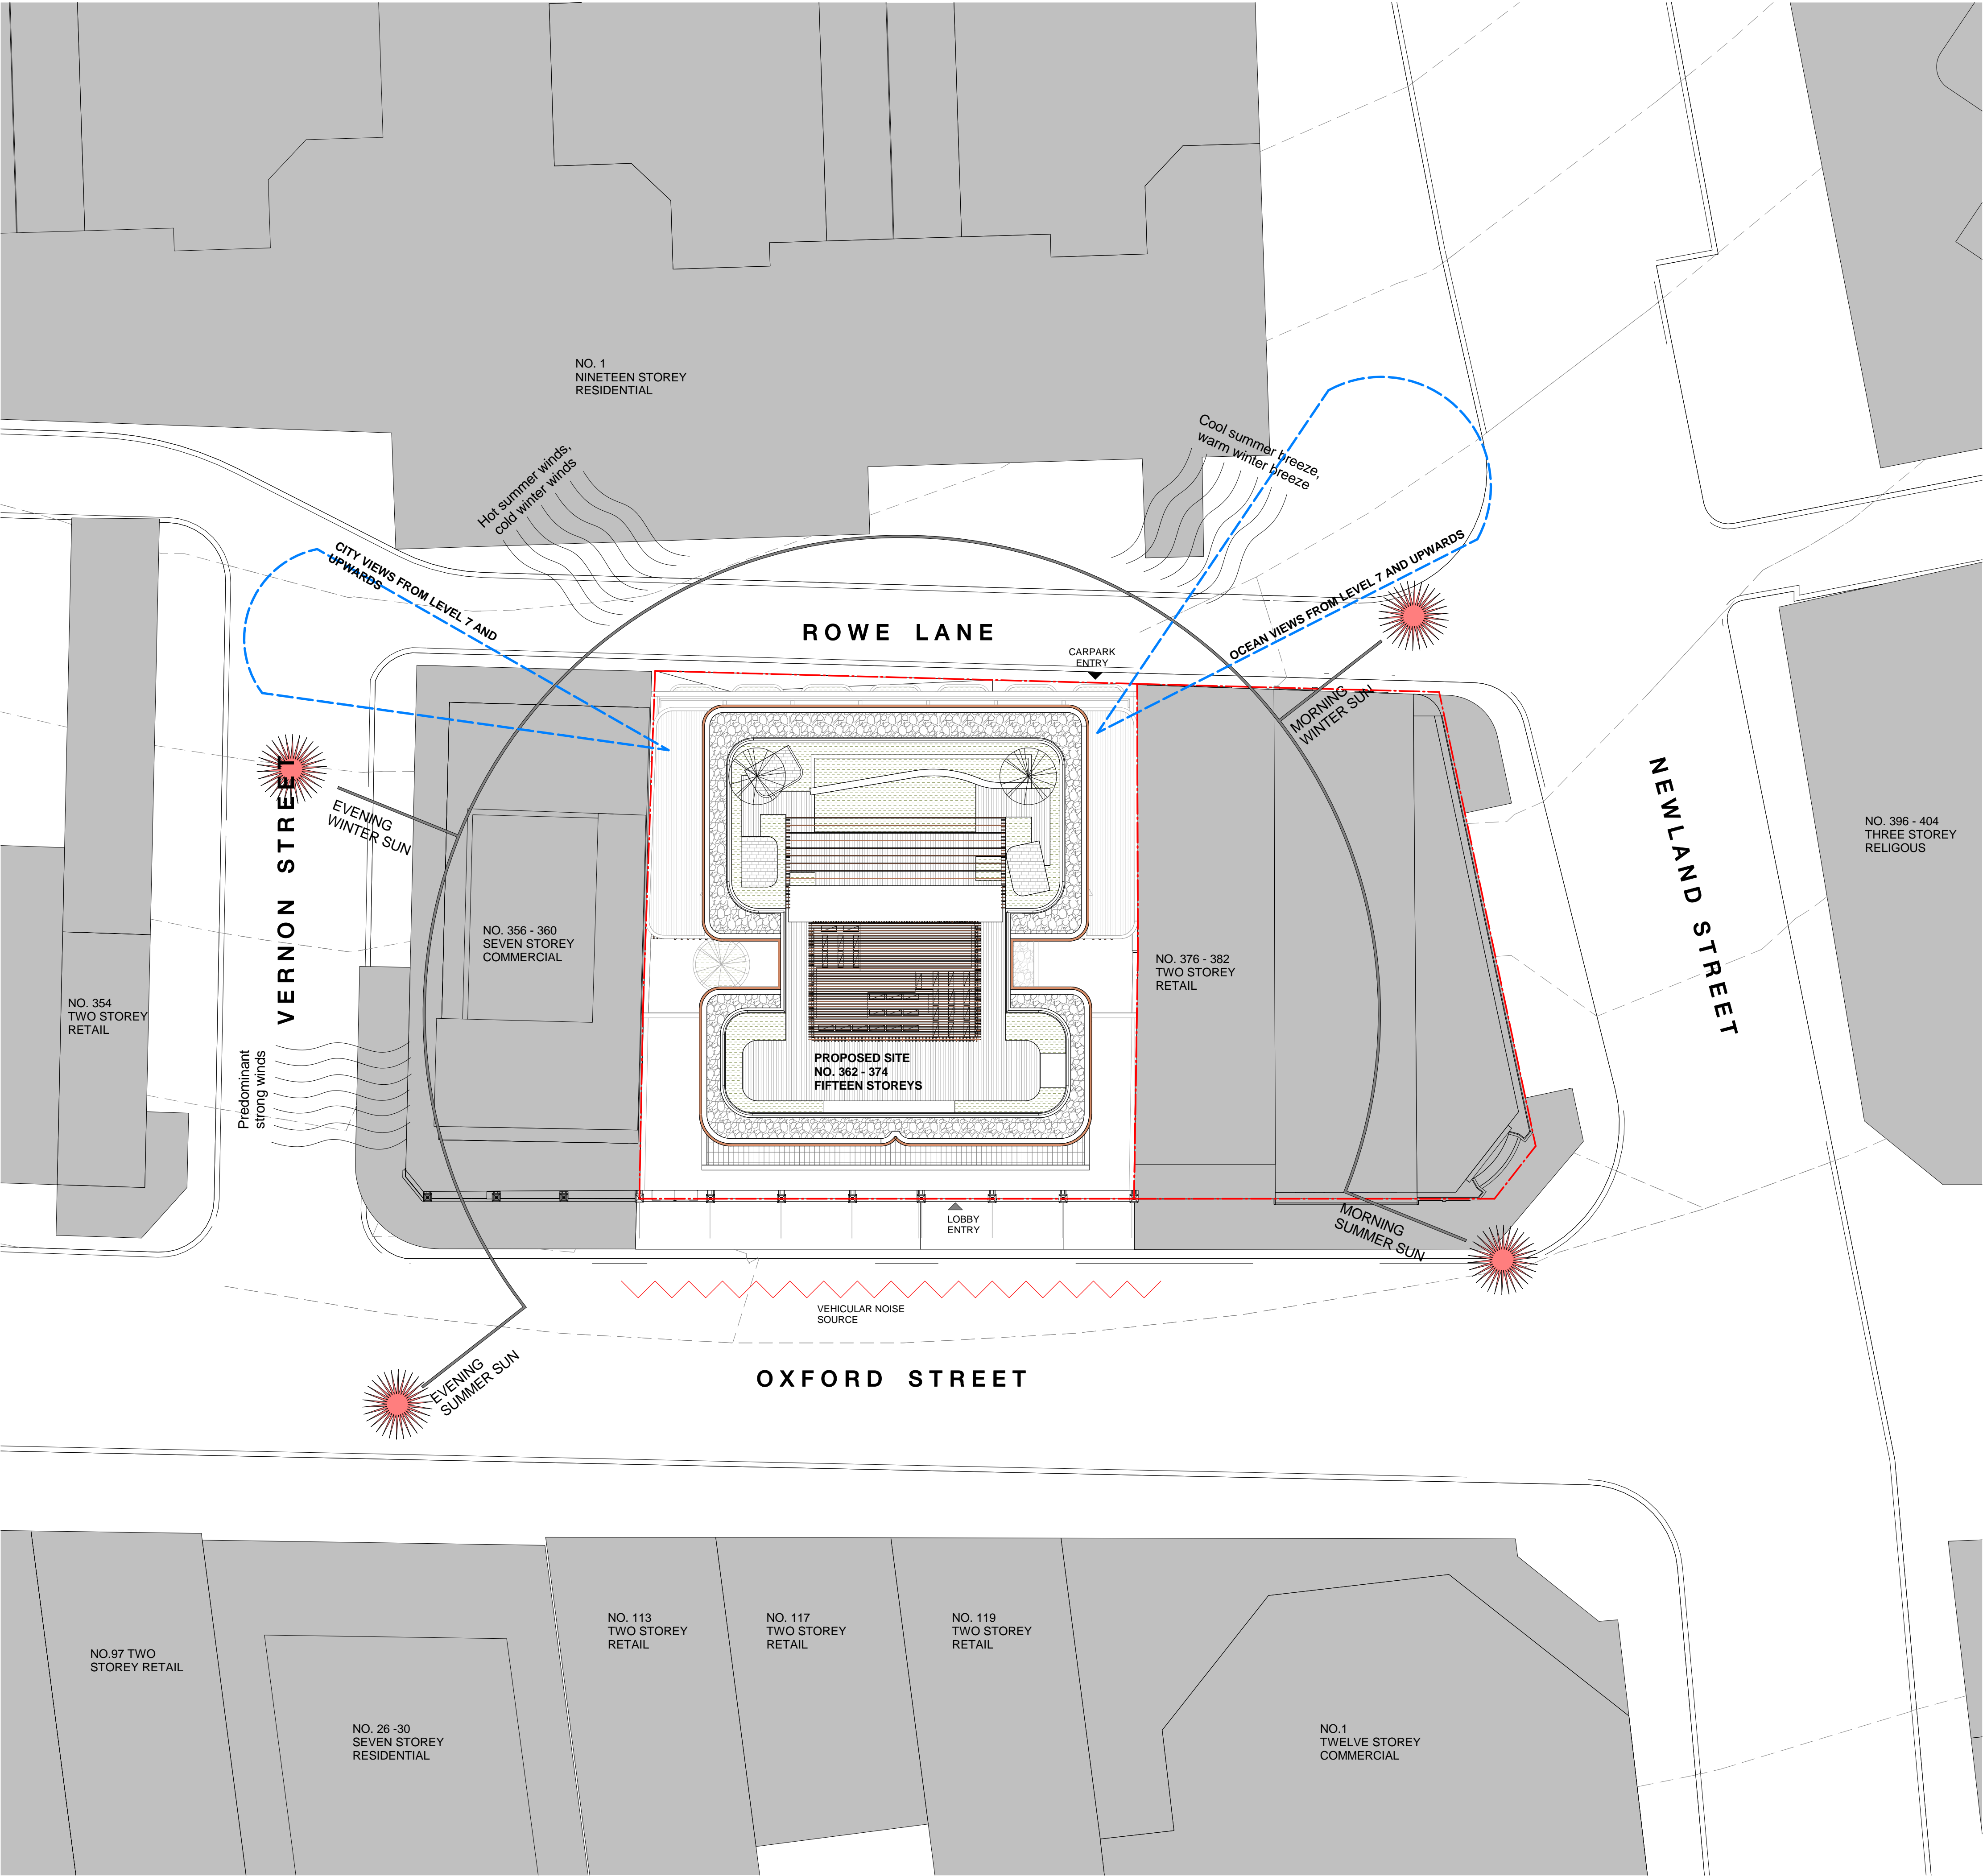 NO. 1
NINETEEN STOREY
RESIDENTIAL
Hot summer winds,
cold winter winds
Cool summer breeze,
warm winter breeze
CITY VIEWS FROM LEVEL 7 AND
UPWARDS
OCEAN VIEWS FROM LEVEL 7 AND UPWARDS
ROWE LANE
CARPARK
ENTRY
MORNING
WINTER SUN
VERNON STREET
EVENING
WINTER SUN
NEWLAND STREET
NO. 396 - 404
THREE STOREY
RELIGOUS
NO. 356 - 360
SEVEN STOREY
COMMERCIAL
NO. 376 - 382
TWO STOREY
RETAIL
NO. 354
TWO STOREY
RETAIL
Predominant
strong winds
PROPOSED SITE
NO. 362 - 374
FIFTEEN STOREYS
LOBBY
ENTRY
MORNING
SUMMER SUN
VEHICULAR NOISE
SOURCE
EVENING
SUMMER SUN
OXFORD STREET
NO.97 TWO
STOREY RETAIL
NO. 26 -30
SEVEN STOREY
RESIDENTIAL
NO. 113
TWO STOREY
RETAIL
NO. 117
TWO STOREY
RETAIL
NO. 119
TWO STOREY
RETAIL
NO.1
TWELVE STOREY
COMMERCIAL